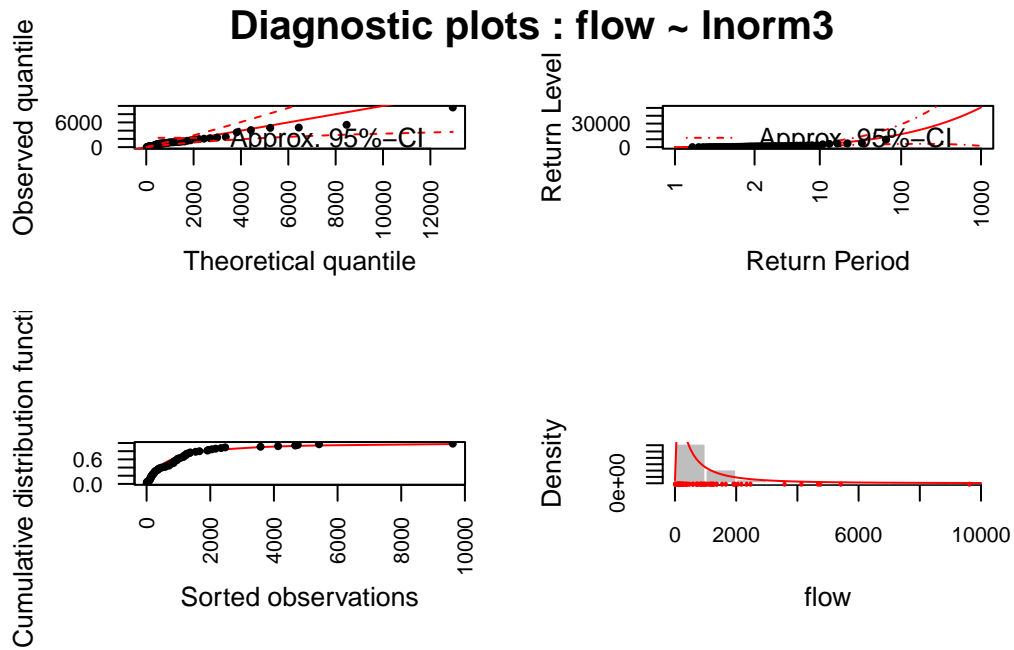 Diagnostic plots : flow ~ lnorm3
Observed quantile
6000
0
Approx. 95%−CI
0 2000 4000 6000 8000 10000 12000
Theoretical quantile
Return Level
30000
0
Approx. 95%−CI
1 2 10 100 1000
Return Period
Cumulative distribution functi
0.6
0.0
0 2000 4000 6000 8000 10000
Sorted observations
Density
0e+00
0 2000 6000 10000
flow